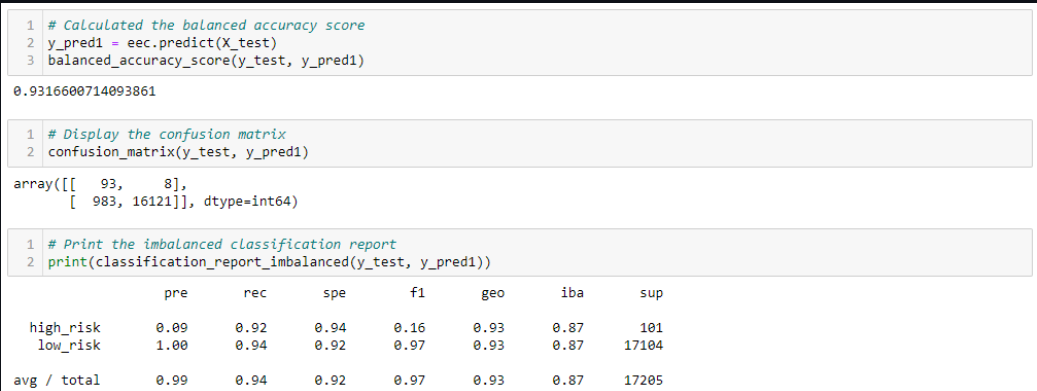 1 # Calculated the balanced accuracy score
2 y_pred1 = eec.predict(X_test)
3 balanced_accuracy_score(y_test, y_pred1)
0.9316600714093861
1 # Display the confusion matrix
2 confusion_matrix(y_test, y_pred1)
array([[   93,     8],
       [  983, 16121]], dtype=int64)
1 # Print the imbalanced classification report
2 print(classification_report_imbalanced(y_test, y_pred1))
pre rec spe f1 geo iba sup
high_risk 0.09 0.92 0.94 0.16 0.93 0.87 101
low_risk 1.00 0.94 0.92 0.97 0.93 0.87 17104
avg / total 0.99 0.94 0.92 0.97 0.93 0.87 17205